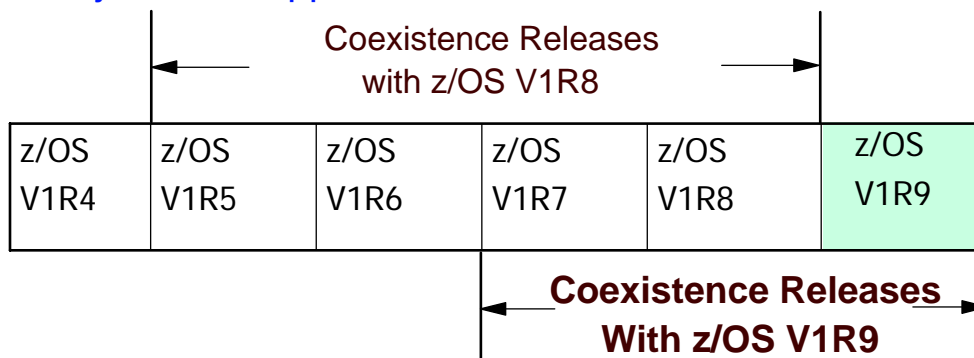 Coexistence Releases
with z/OS V1R8
z/OS V1R4
z/OS V1R5
z/OS V1R6
z/OS V1R7
z/OS V1R8
z/OS V1R9
Coexistence Releases
With z/OS V1R9